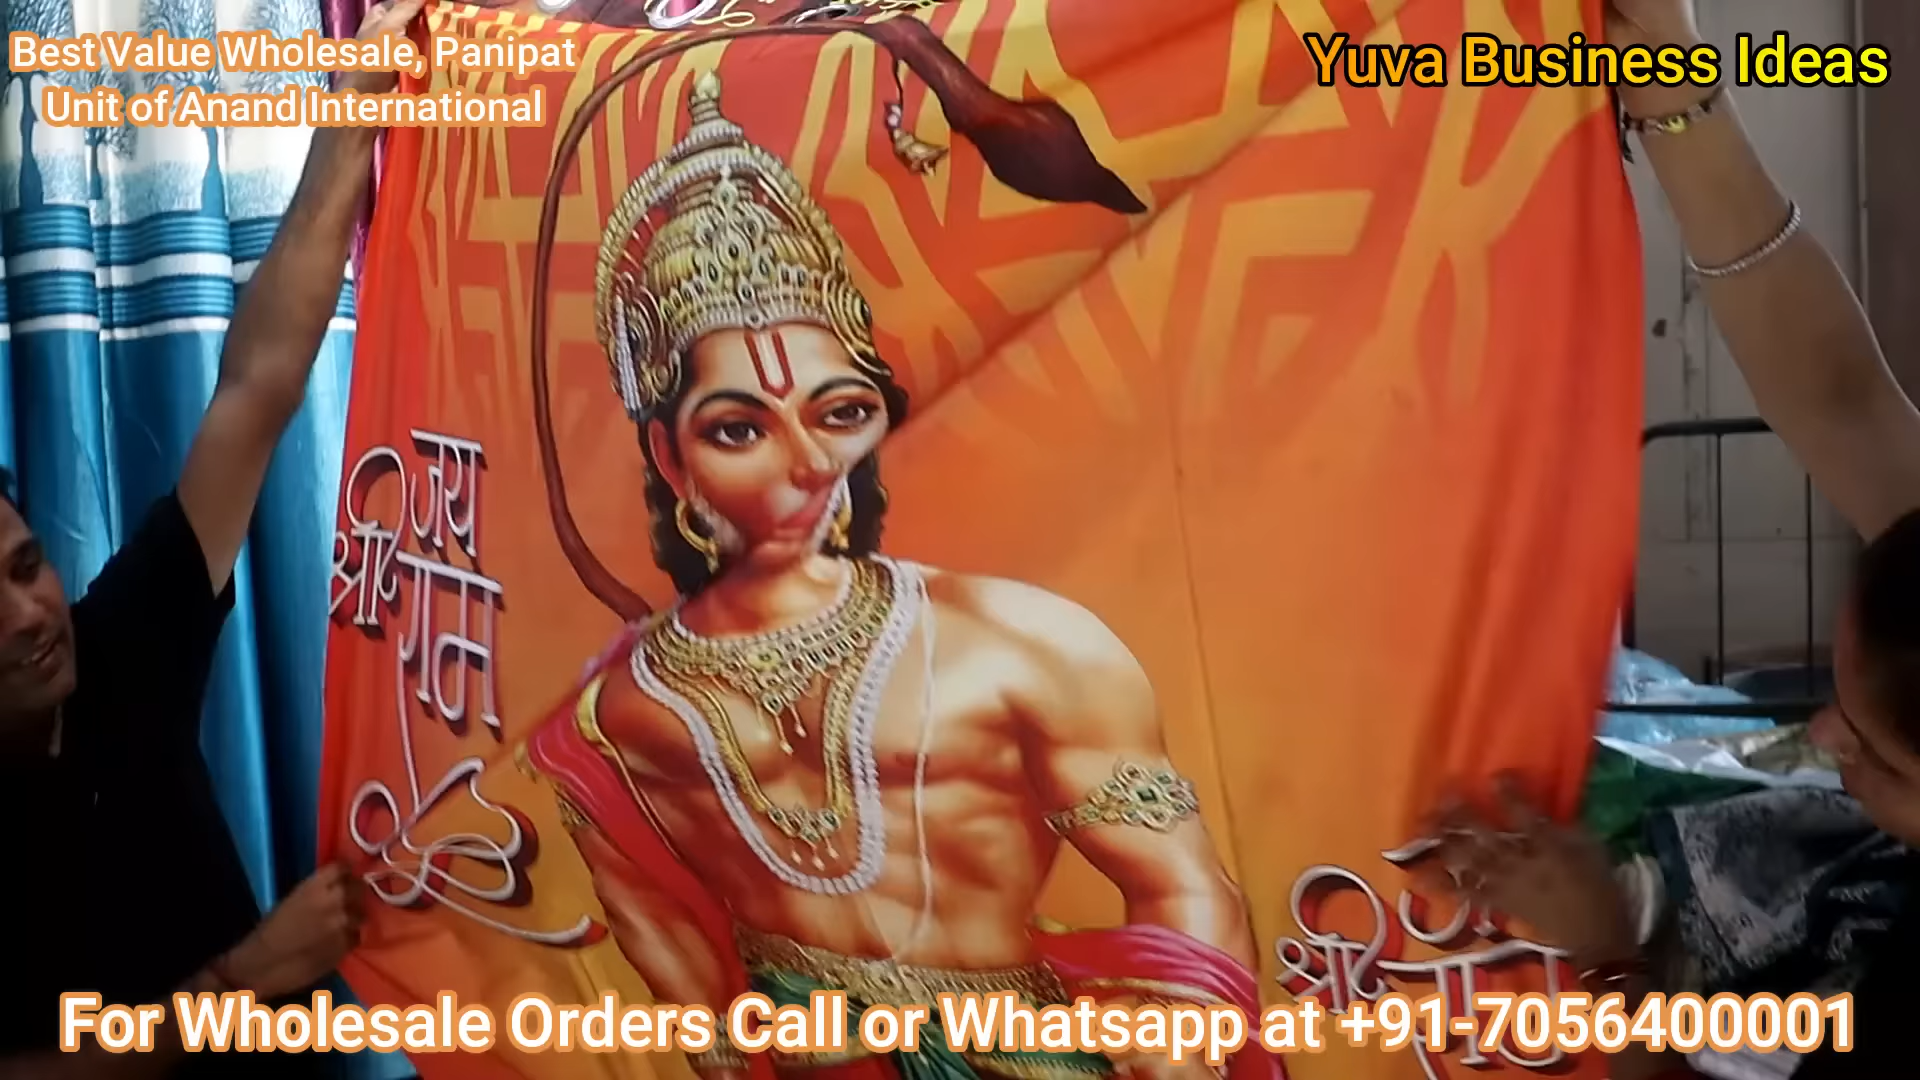 Best Value Wholesale, Panipat
Unit of Anand International
Yuva Business Ideas
जय
श्री
राम
श्री
For Wholesale Orders Call or Whatsapp at +91-7056400001